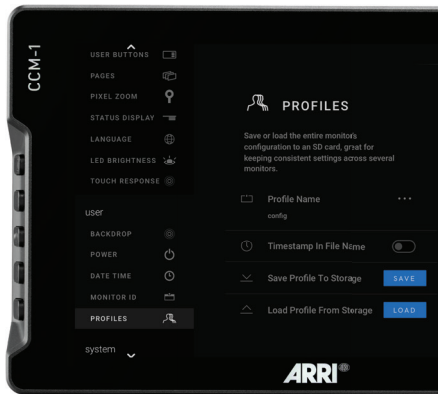 CCM-1
USER BUTTONS
PAGES
PIXEL ZOOM
STATUS DISPLAY
LANGUAGE
LED BRIGHTNESS
TOUCH RESPONSE
user
BACKDROP
POWER
DATE TIME
MONITOR ID
PROFILES
system
PROFILES
Save or load the entire monitor's
configuration to an SD card, great for
keeping consistent settings across several
monitors.
Profile Name
config
Timestamp In File Name
Save Profile To Storage
SAVE
Load Profile From Storage
LOAD
ARRI